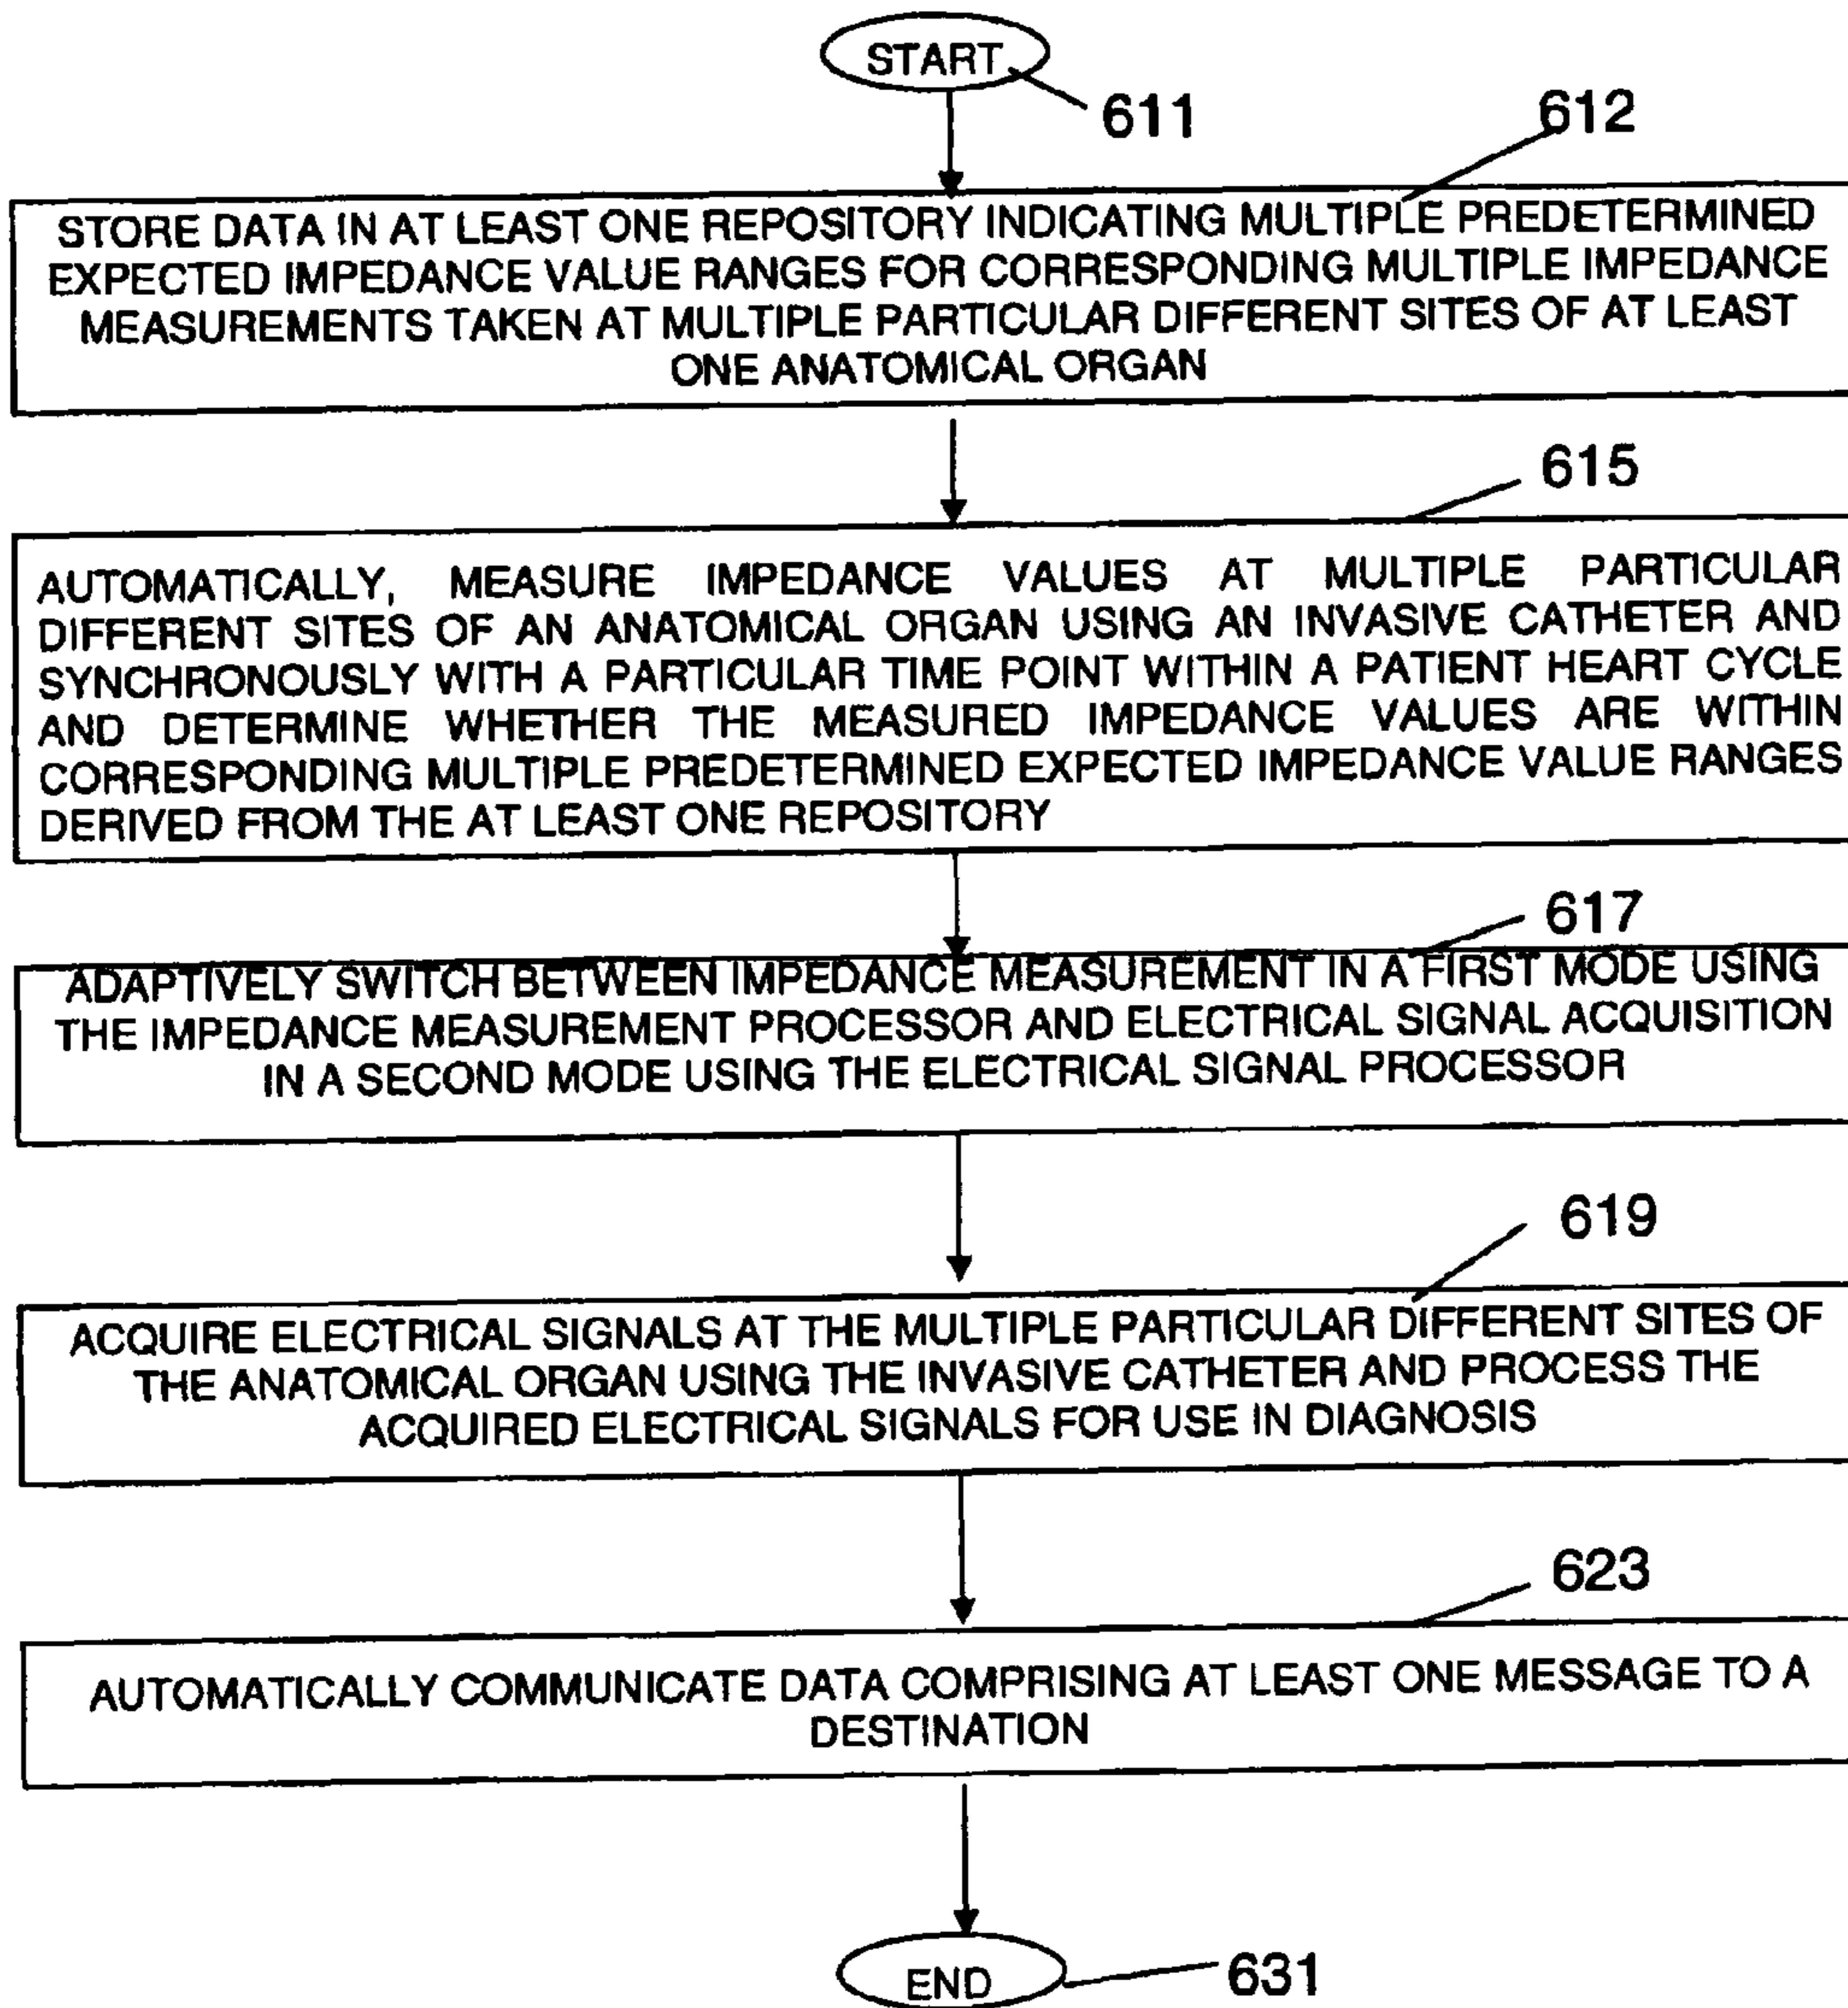 START
611
612
STORE DATA IN AT LEAST ONE REPOSITORY INDICATING MULTIPLE PREDETERMINED
EXPECTED IMPEDANCE VALUE RANGES FOR CORRESPONDING MULTIPLE IMPEDANCE
MEASUREMENTS TAKEN AT MULTIPLE PARTICULAR DIFFERENT SITES OF AT LEAST
ONE ANATOMICAL ORGAN
615
AUTOMATICALLY, MEASURE IMPEDANCE VALUES AT MULTIPLE PARTICULAR
DIFFERENT SITES OF AN ANATOMICAL ORGAN USING AN INVASIVE CATHETER AND
SYNCHRONOUSLY WITH A PARTICULAR TIME POINT WITHIN A PATIENT HEART CYCLE
AND DETERMINE WHETHER THE MEASURED IMPEDANCE VALUES ARE WITHIN
CORRESPONDING MULTIPLE PREDETERMINED EXPECTED IMPEDANCE VALUE RANGES
DERIVED FROM THE AT LEAST ONE REPOSITORY
617
ADAPTIVELY SWITCH BETWEEN IMPEDANCE MEASUREMENT IN A FIRST MODE USING
THE IMPEDANCE MEASUREMENT PROCESSOR AND ELECTRICAL SIGNAL ACQUISITION
IN A SECOND MODE USING THE ELECTRICAL SIGNAL PROCESSOR
619
ACQUIRE ELECTRICAL SIGNALS AT THE MULTIPLE PARTICULAR DIFFERENT SITES OF
THE ANATOMICAL ORGAN USING THE INVASIVE CATHETER AND PROCESS THE
ACQUIRED ELECTRICAL SIGNALS FOR USE IN DIAGNOSIS
623
AUTOMATICALLY COMMUNICATE DATA COMPRISING AT LEAST ONE MESSAGE TO A
DESTINATION
END
631